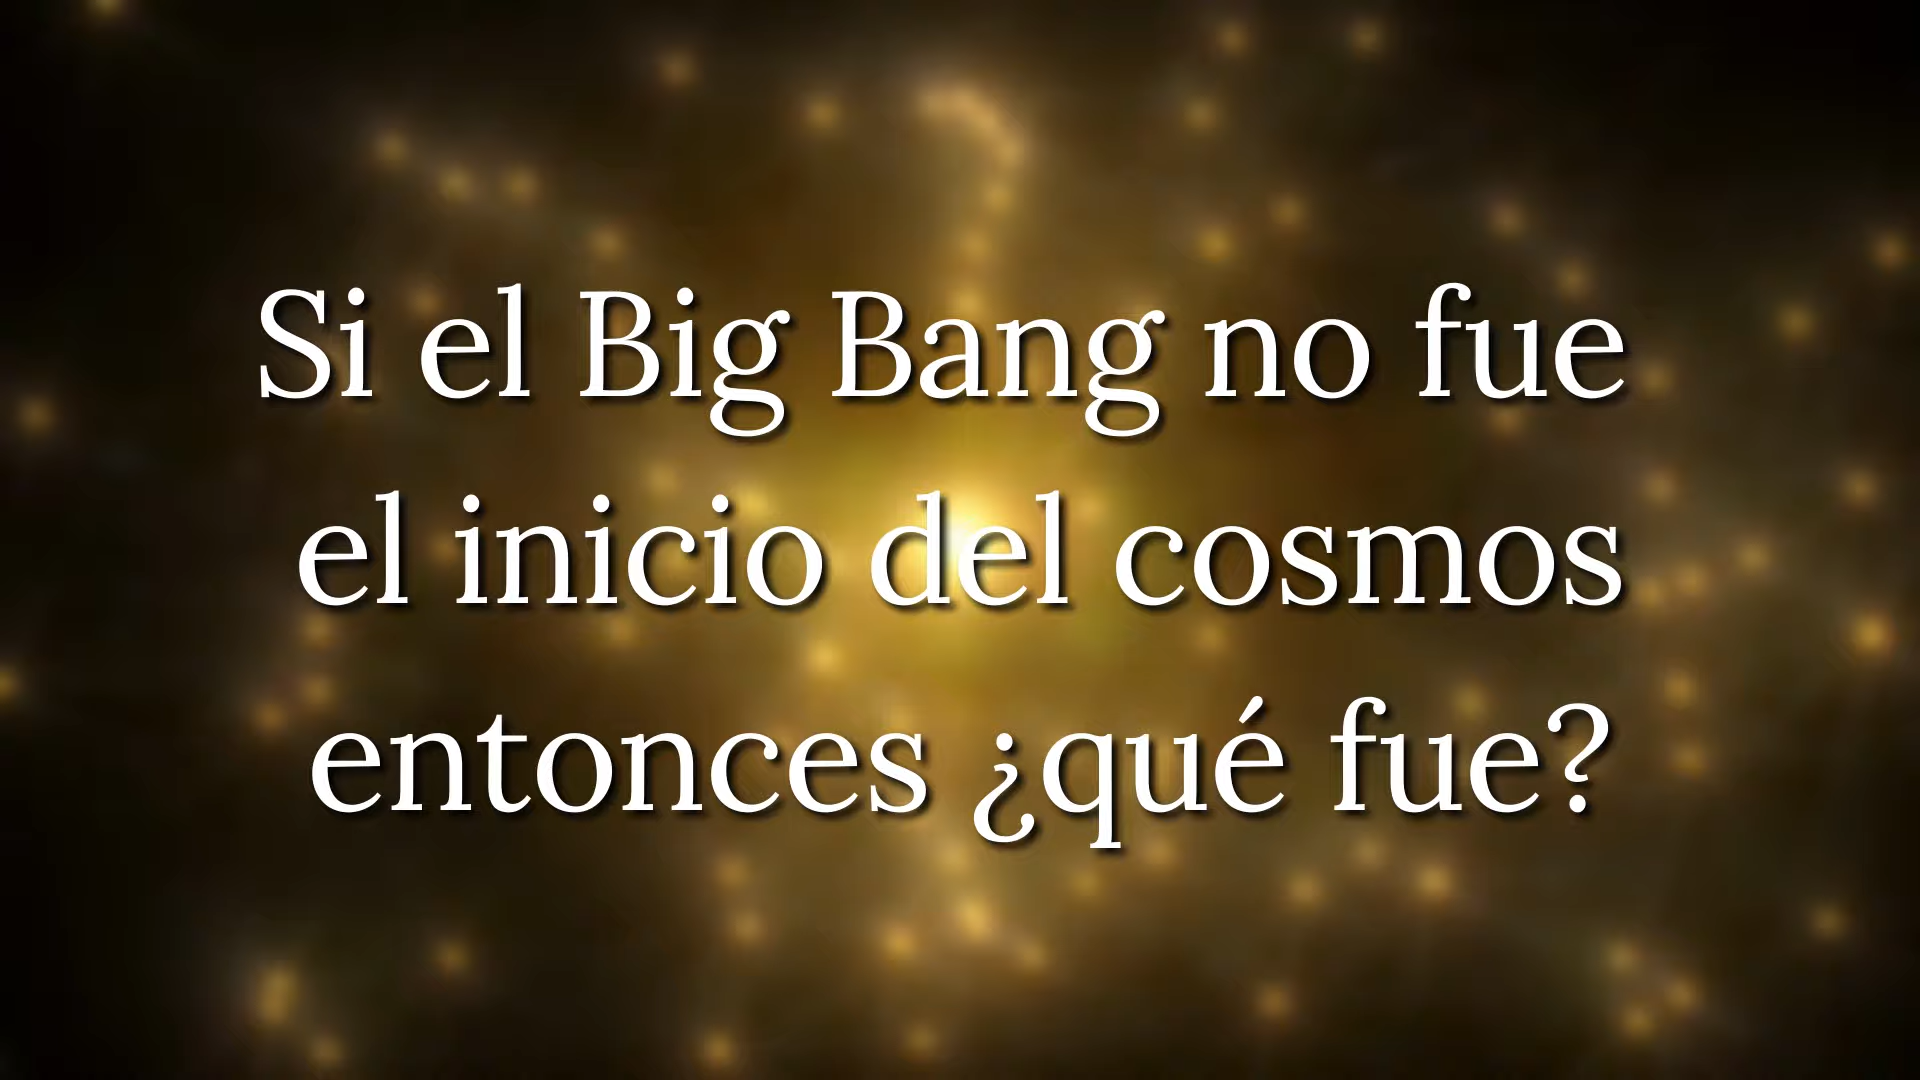 Si el Big Bang no fue
el inicio del cosmos
entonces ¿qué fue?